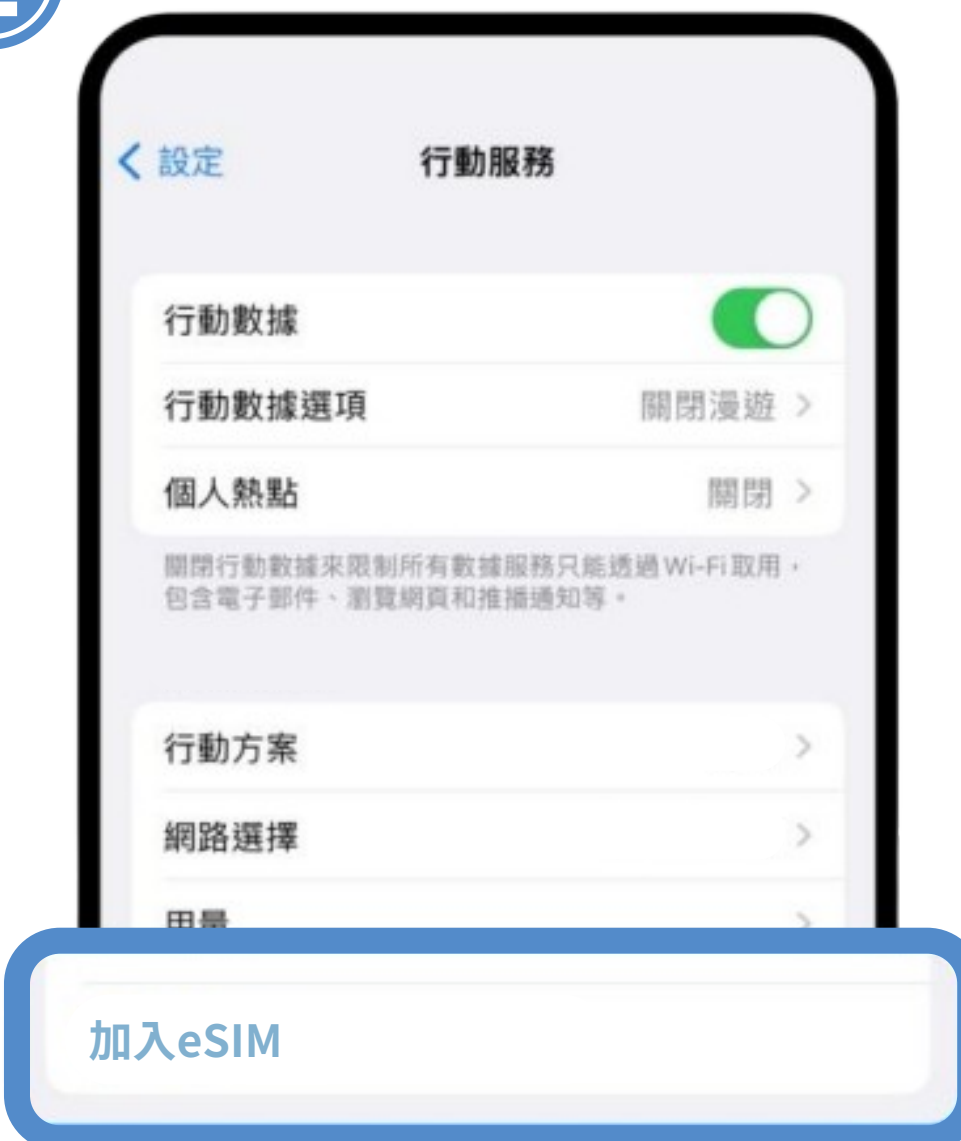 設定
行動服務
行動數據
行動數據選項
關閉漫遊
個人熱點
關閉
關閉行動數據來限制所有數據服務只能透過 Wi-Fi 取用，
包含電子郵件、瀏覽網頁和推播通知等。
行動方案
網路選擇
用量
加入eSIM